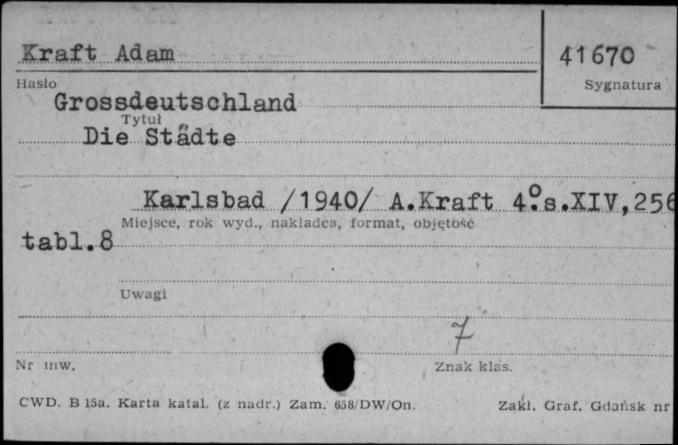 Kraft Adam
41670
Hasło
Sygnatura
Grossdeutschland
Tytuł
Die Städte
Karlsbad /1940/ A.Kraft 4°.s.XIV,256
Miejsce, rok wyd., nakładca, format, objętość
tabl.8
Uwagi
7
Nr inw.
Znak klas.
CWD. B 15a. Karta katal. (z nadr.) Zam. 658/DW/On.
Zakł. Graf. Gdańsk nr